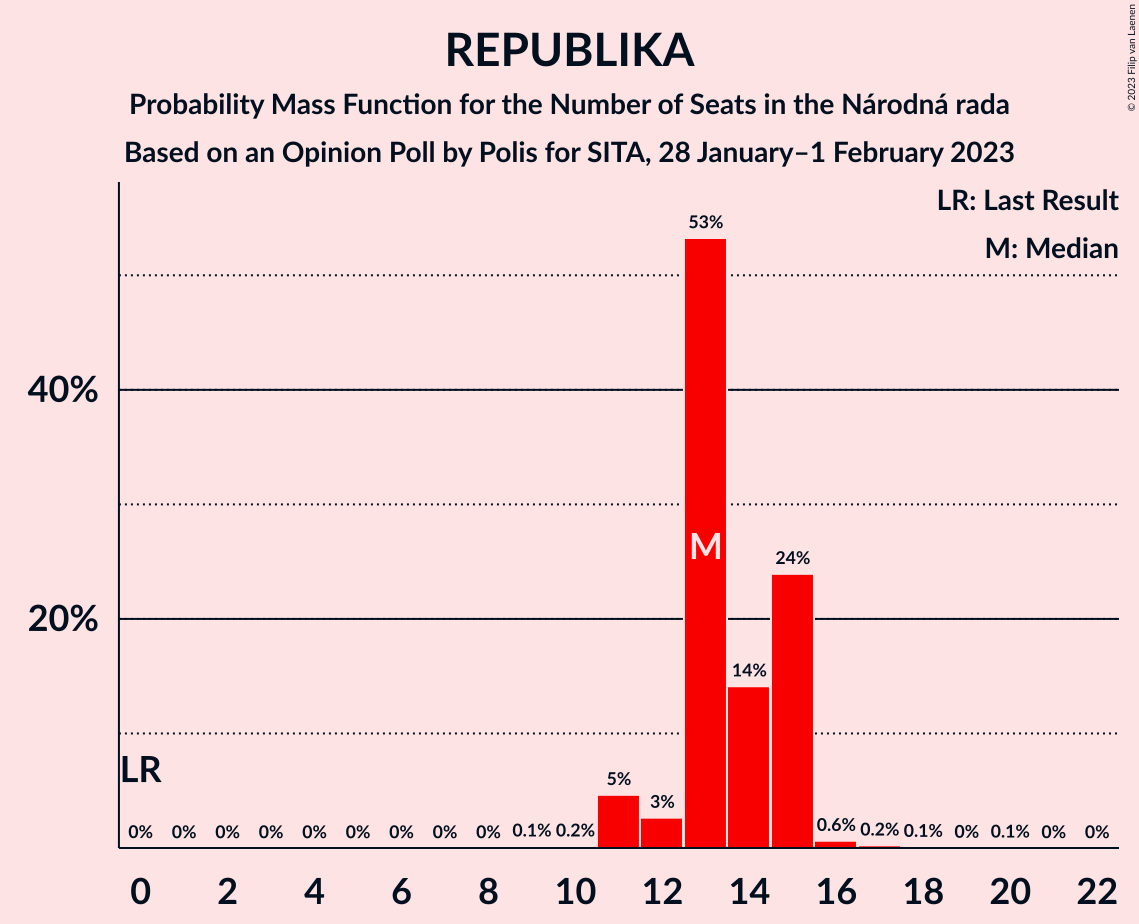 REPUBLIKA
Probability Mass Function for the Number of Seats in the Národná rada
Based on an Opinion Poll by Polis for SITA, 28 January–1 February 2023
© 2023 Filip van Laenen
LR: Last Result
M: Median
53%
40%
M
24%
20%
14%
LR
5%
3%
0% 0% 0% 0% 0% 0% 0% 0% 0% 0.1% 0.2% 0.6% 0.2% 0.1% 0% 0.1% 0% 0%
0 2 4 6 8 10 12 14 16 18 20 22